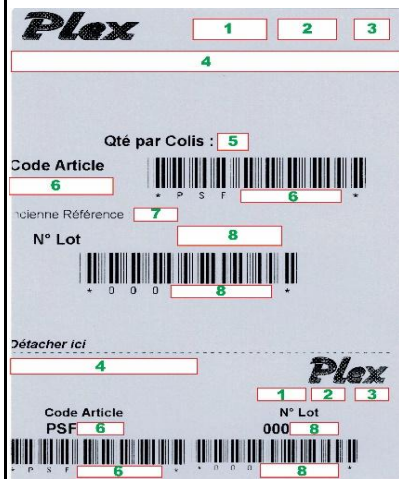 Plex 1 2 3
4
Qté par Colis : 5
Code Article
6
* P S F 6 *
ncienne Référence 7
8
N° Lot
* 0 0 0 8 *
Détacher ici
4
Plex
1 2 3
Code Article N° Lot
PSF 6 000 8
* P S F 6 * * 0 0 0 8 *